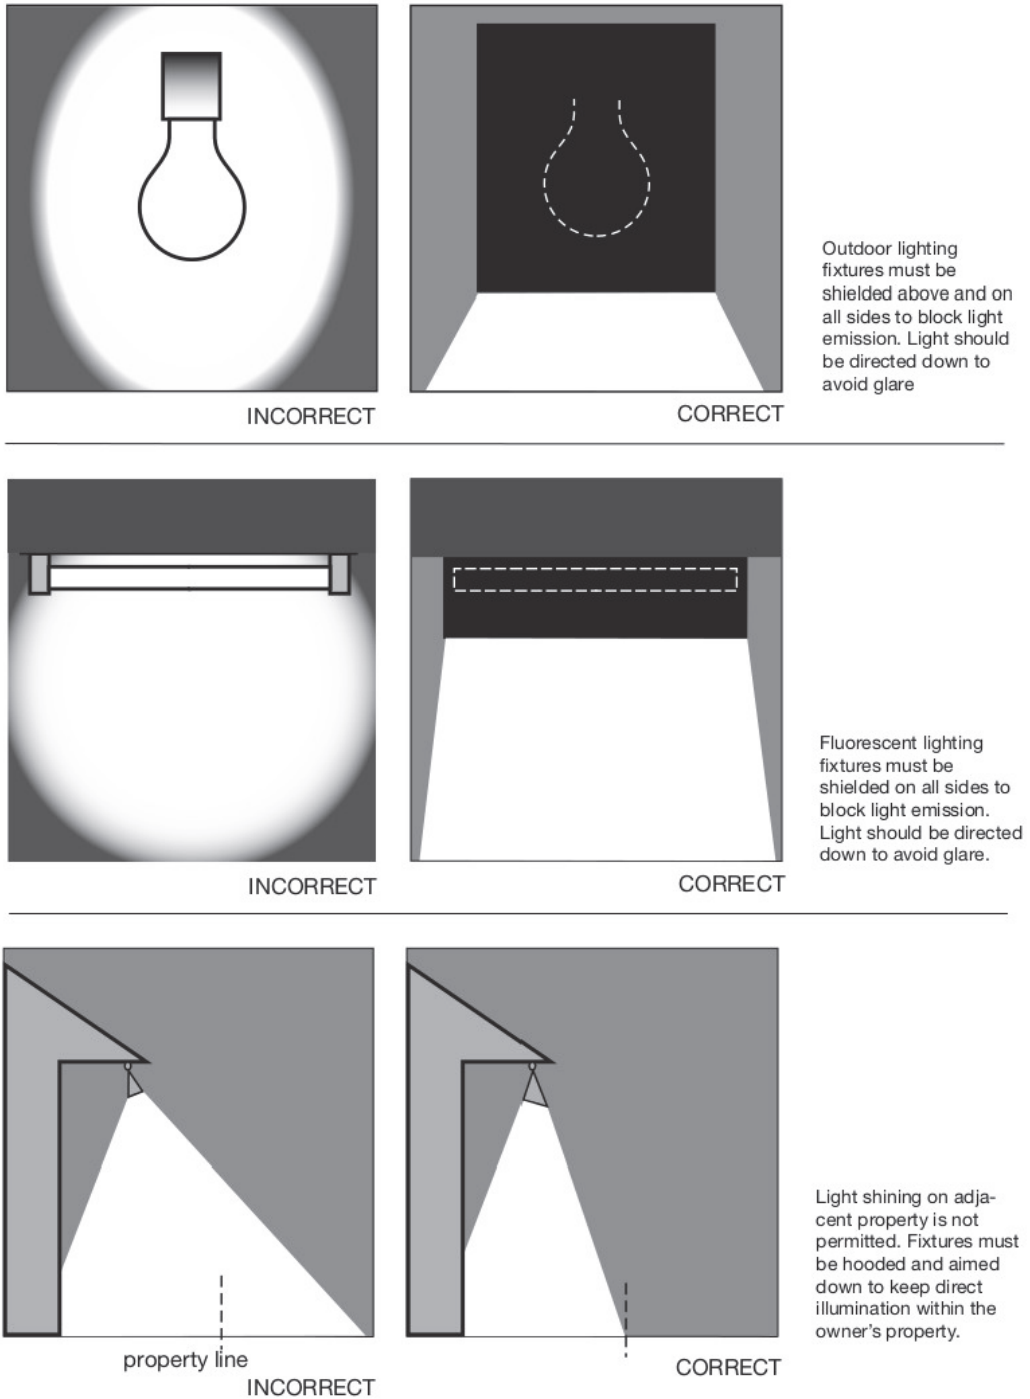 INCORRECT
CORRECT
Outdoor lighting
fixtures must be
shielded above and on
all sides to block light
emission. Light should
be directed down to
avoid glare
INCORRECT
CORRECT
Fluorescent lighting
fixtures must be
shielded on all sides to
block light emission.
Light should be directed
down to avoid glare.
property line
INCORRECT
CORRECT
Light shining on adja-
cent property is not
permitted. Fixtures must
be hooded and aimed
down to keep direct
illumination within the
owner's property.